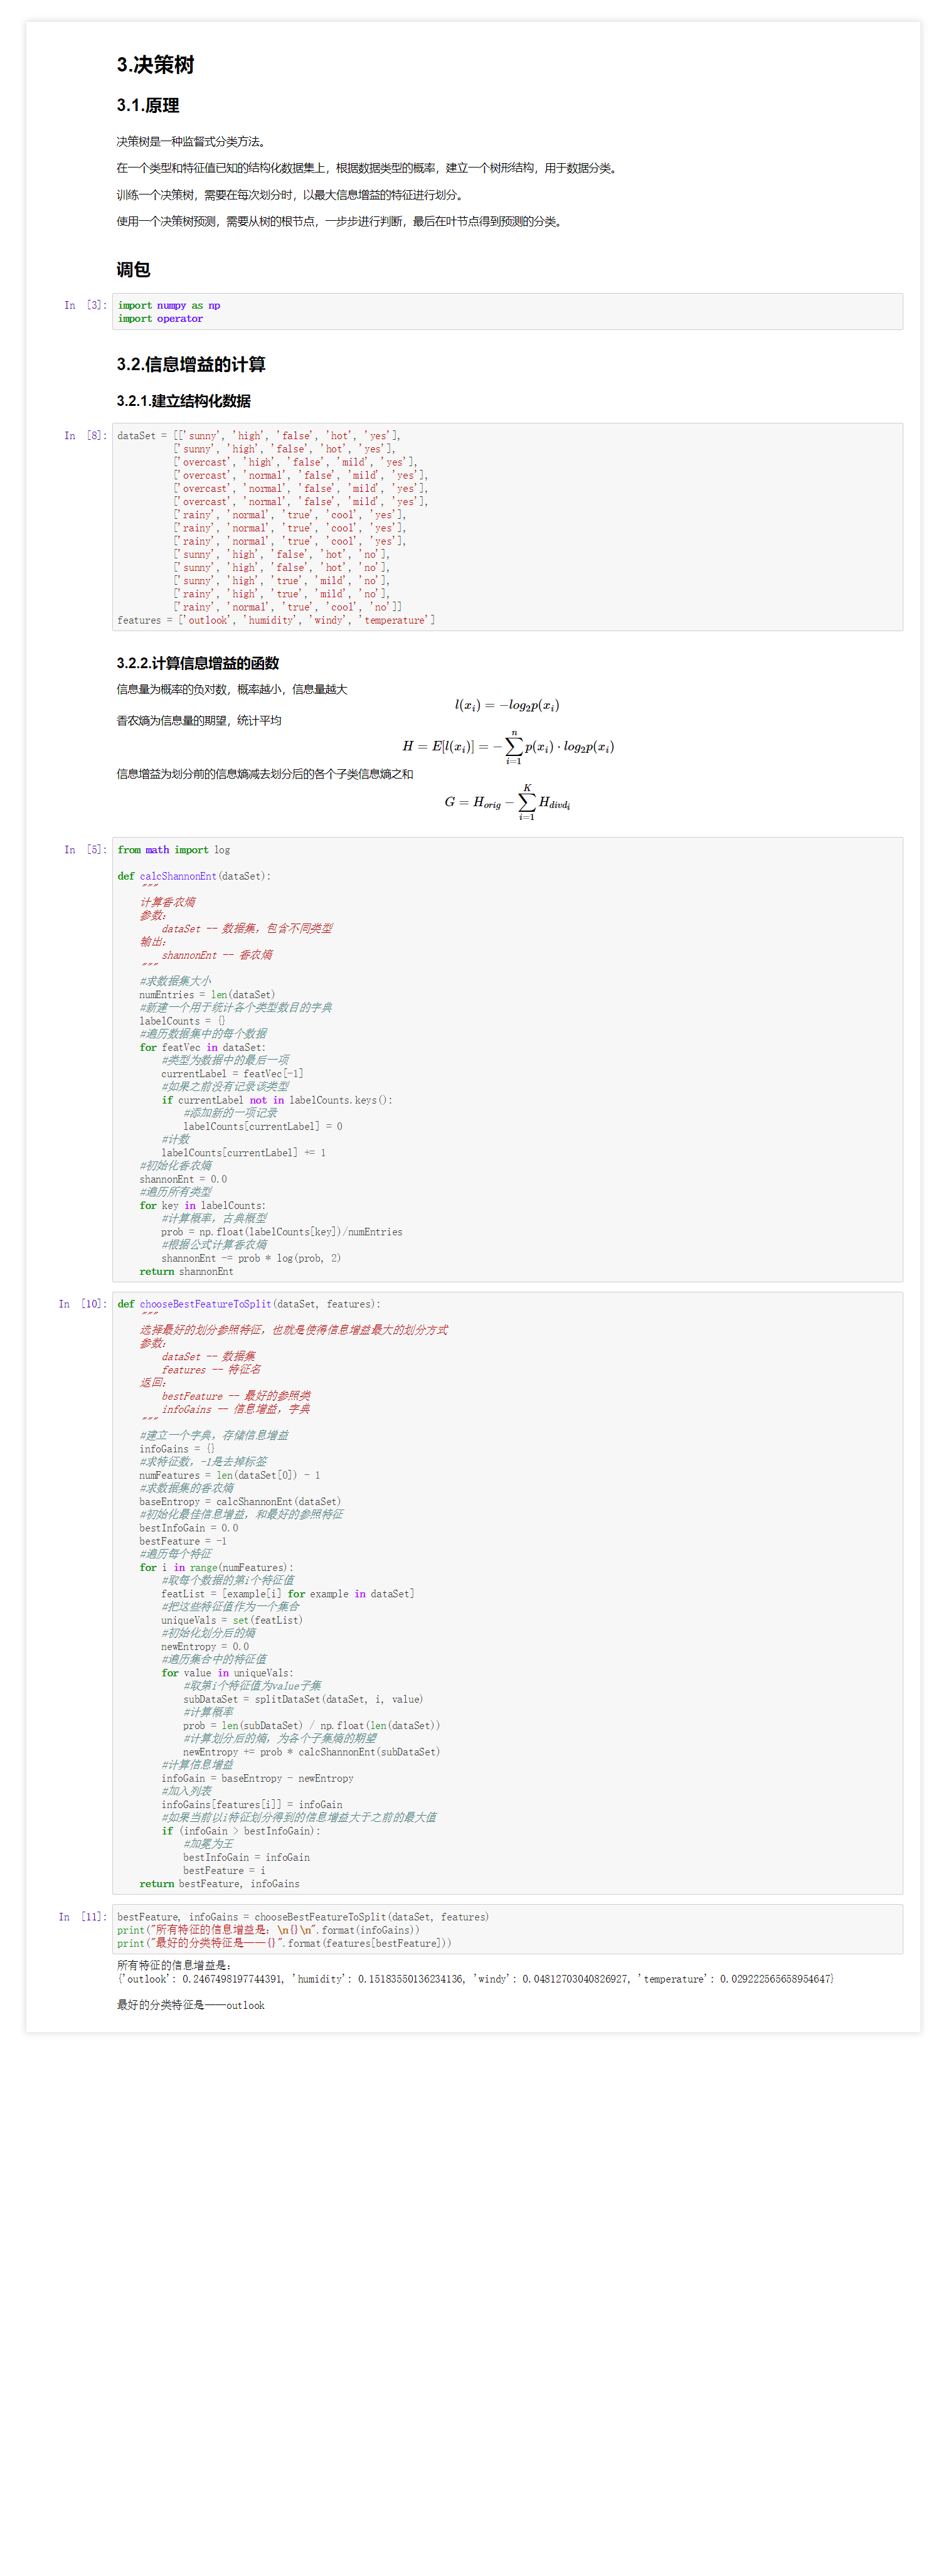 3.决策树
3.1.原理
决策树是一种监督式分类方法。
在一个类型和特征值已知的结构化数据集上，根据数据类型的概率，建立一个树形结构，用于数据分类。
训练一个决策树，需要在每次划分时，以最大信息增益的特征进行划分。
使用一个决策树预测，需要从树的根节点，一步步进行判断，最后在叶节点得到预测的分类。
调包
In [3]:
import numpy as np
import operator
3.2.信息增益的计算
3.2.1.建立结构化数据
In [8]:
dataSet = [['sunny', 'high', 'false', 'hot', 'yes'],
['sunny', 'high', 'false', 'hot', 'yes'],
['overcast', 'high', 'false', 'mild', 'yes'],
['overcast', 'normal', 'false', 'mild', 'yes'],
['overcast', 'normal', 'false', 'mild', 'yes'],
['overcast', 'normal', 'false', 'mild', 'yes'],
['rainy', 'normal', 'true', 'cool', 'yes'],
['rainy', 'normal', 'true', 'cool', 'yes'],
['rainy', 'normal', 'true', 'cool', 'yes'],
['sunny', 'high', 'false', 'hot', 'no'],
['sunny', 'high', 'false', 'hot', 'no'],
['sunny', 'high', 'true', 'mild', 'no'],
['rainy', 'high', 'true', 'mild', 'no'],
['rainy', 'normal', 'true', 'cool', 'no']]
features = ['outlook', 'humidity', 'windy', 'temperature']
3.2.2.计算信息增益的函数
信息量为概率的负对数，概率越小，信息量越大
l(x_i) = −log_2 p(x_i)
香农熵为信息量的期望，统计平均
H = E[l(x_i)] = −∑_{i=1}^{n} p(x_i) · log_2 p(x_i)
信息增益为划分前的信息熵减去划分后的各个子类信息熵之和
G = H_{orig} − ∑_{i=1}^{K} H_{divd_i}
In [5]:
from math import log
def calcShannonEnt(dataSet):
"""
计算香农熵
参数：
dataSet -- 数据集，包含不同类型
输出：
shannonEnt -- 香农熵
"""
#求数据集大小
numEntries = len(dataSet)
#新建一个用于统计各个类型数目的字典
labelCounts = {}
#遍历数据集中的每个数据
for featVec in dataSet:
#类型为数据中的最后一项
currentLabel = featVec[-1]
#如果之前没有记录该类型
if currentLabel not in labelCounts.keys():
#添加新的一项记录
labelCounts[currentLabel] = 0
#计数
labelCounts[currentLabel] += 1
#初始化香农熵
shannonEnt = 0.0
#遍历所有类型
for key in labelCounts:
#计算概率，古典概型
prob = np.float(labelCounts[key])/numEntries
#根据公式计算香农熵
shannonEnt -= prob * log(prob, 2)
return shannonEnt
In [10]:
def chooseBestFeatureToSplit(dataSet, features):
"""
选择最好的划分参照特征，也就是使得信息增益最大的划分方式
参数：
dataSet -- 数据集
features -- 特征名
返回：
bestFeature -- 最好的参照类
infoGains -- 信息增益，字典
"""
#建立一个字典，存储信息增益
infoGains = {}
#求特征数，-1是去掉标签
numFeatures = len(dataSet[0]) - 1
#求数据集的香农熵
baseEntropy = calcShannonEnt(dataSet)
#初始化最佳信息增益，和最好的参照特征
bestInfoGain = 0.0
bestFeature = -1
#遍历每个特征
for i in range(numFeatures):
#取每个数据的第i个特征值
featList = [example[i] for example in dataSet]
#把这些特征值作为一个集合
uniqueVals = set(featList)
#初始化划分后的熵
newEntropy = 0.0
#遍历集合中的特征值
for value in uniqueVals:
#取第i个特征值为value子集
subDataSet = splitDataSet(dataSet, i, value)
#计算概率
prob = len(subDataSet) / np.float(len(dataSet))
#计算划分后的熵，为各个子集熵的期望
newEntropy += prob * calcShannonEnt(subDataSet)
#计算信息增益
infoGain = baseEntropy - newEntropy
#加入列表
infoGains[features[i]] = infoGain
#如果当前以i特征划分得到的信息增益大于之前的最大值
if (infoGain > bestInfoGain):
#加冕为王
bestInfoGain = infoGain
bestFeature = i
return bestFeature, infoGains
In [11]:
bestFeature, infoGains = chooseBestFeatureToSplit(dataSet, features)
print("所有特征的信息增益是：\n{}\n".format(infoGains))
print("最好的分类特征是——{}".format(features[bestFeature]))
所有特征的信息增益是：
{'outlook': 0.2467498197744391, 'humidity': 0.15183550136234136, 'windy': 0.04812703040826927, 'temperature': 0.029222565658954647}
最好的分类特征是——outlook